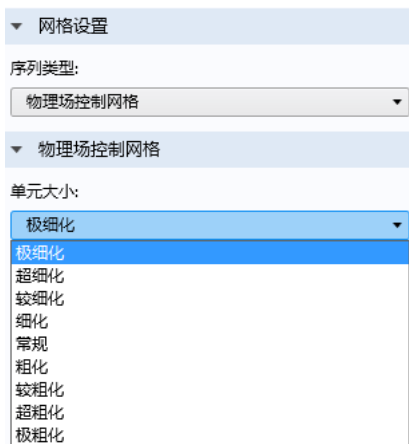 网格设置
序列类型:
物理场控制网格
物理场控制网格
单元大小:
极细化
极细化
超细化
较细化
细化
常规
粗化
较粗化
超粗化
极粗化